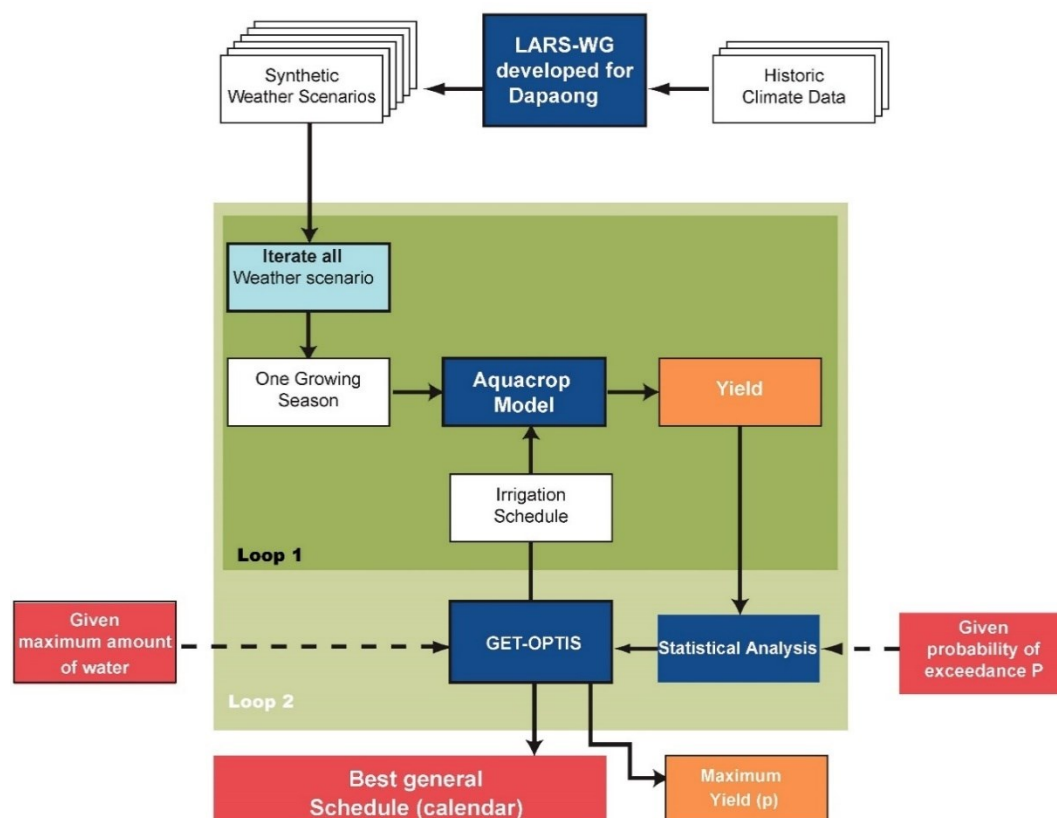 Synthetic
Weather Scenarios
LARS-WG
developed for
Dapaong
Historic
Climate Data
Iterate all
Weather scenario
One Growing
Season
Aquacrop
Model
Yield
Irrigation
Schedule
Loop 1
Given
maximum amount
of water
GET-OPTIS
Statistical Analysis
Given
probability of
exceedance P
Loop 2
Best general
Schedule (calendar)
Maximum
Yield (p)